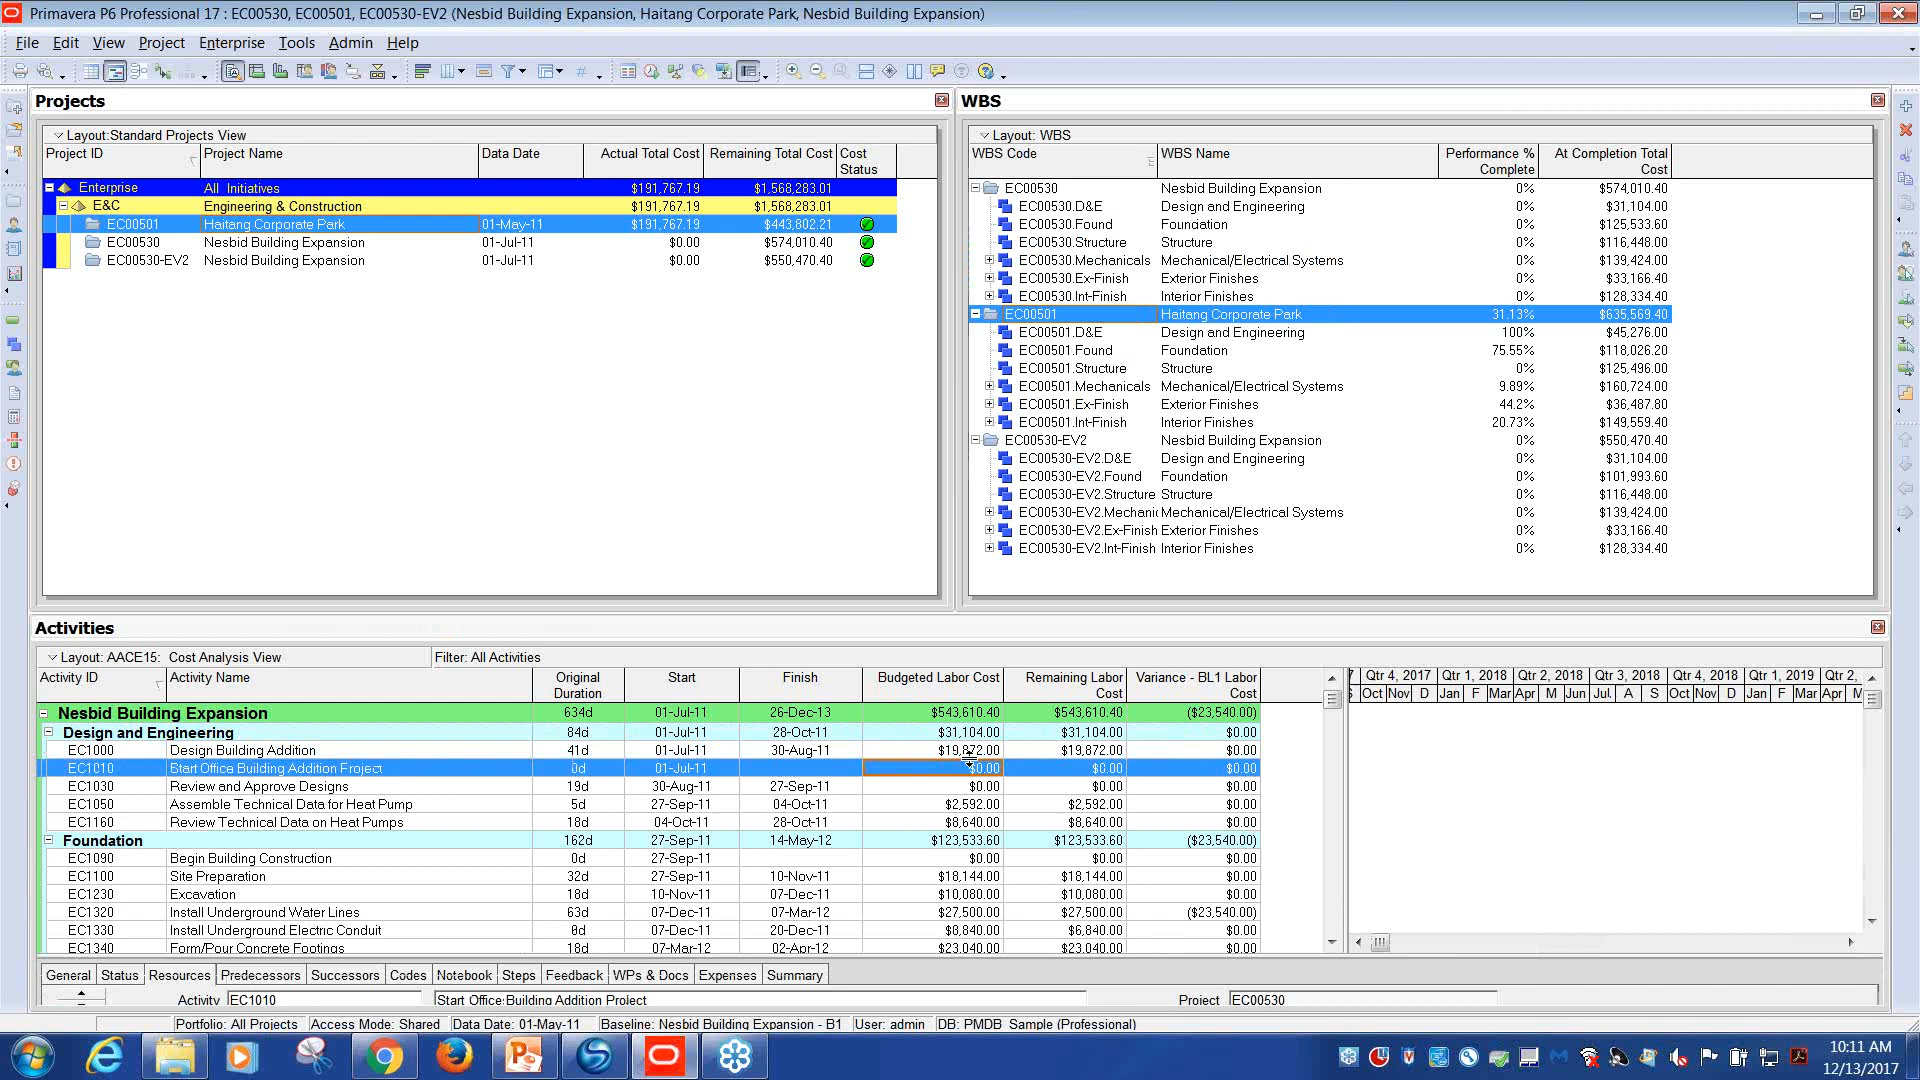 Primavera P6 Professional 17 : EC00530, EC00501, EC00530-EV2 (Nesbid Building Expansion, Haitang Corporate Park, Nesbid Building Expansion)
File Edit View Project Enterprise Tools Admin Help
Projects
Layout:Standard Projects View
Project ID Project Name Data Date Actual Total Cost Remaining Total Cost Cost Status
Enterprise All Initiatives $191,767.19 $1,568,283.01
E&C Engineering & Construction $191,767.19 $1,568,283.01
EC00501 Haitang Corporate Park 01-May-11 $191,767.19 $443,802.21
EC00530 Nesbid Building Expansion 01-Jul-11 $0.00 $574,010.40
EC00530-EV2 Nesbid Building Expansion 01-Jul-11 $0.00 $550,470.40
WBS
Layout: WBS
WBS Code WBS Name Performance % Complete At Completion Total Cost
EC00530 Nesbid Building Expansion 0% $574,010.40
EC00530.D&E Design and Engineering 0% $31,104.00
EC00530.Found Foundation 0% $125,533.60
EC00530.Structure Structure 0% $116,448.00
EC00530.Mechanicals Mechanical/Electrical Systems 0% $139,424.00
EC00530.Ex-Finish Exterior Finishes 0% $33,166.40
EC00530.Int-Finish Interior Finishes 0% $128,334.40
EC00501 Haitang Corporate Park 31.13% $635,569.40
EC00501.D&E Design and Engineering 100% $45,276.00
EC00501.Found Foundation 75.55% $118,026.20
EC00501.Structure Structure 0% $125,496.00
EC00501.Mechanicals Mechanical/Electrical Systems 9.89% $160,724.00
EC00501.Ex-Finish Exterior Finishes 44.2% $36,487.80
EC00501.Int-Finish Interior Finishes 20.73% $149,559.40
EC00530-EV2 Nesbid Building Expansion 0% $550,470.40
EC00530-EV2.D&E Design and Engineering 0% $31,104.00
EC00530-EV2.Found Foundation 0% $101,993.60
EC00530-EV2.Structure Structure 0% $116,448.00
EC00530-EV2.Mechanic Mechanical/Electrical Systems 0% $139,424.00
EC00530-EV2.Ex-Finish Exterior Finishes 0% $33,166.40
EC00530-EV2.Int-Finish Interior Finishes 0% $128,334.40
Activities
Layout: AACE15: Cost Analysis View Filter: All Activities
Activity ID Activity Name Original Duration Start Finish Budgeted Labor Cost Remaining Labor Cost Variance - BL1 Labor Cost
Qtr 4, 2017 Qtr 1, 2018 Qtr 2, 2018 Qtr 3, 2018 Qtr 4, 2018 Qtr 1, 2019 Qtr 2,
Oct Nov D Jan F Mar Apr M Jun Jul A S Oct Nov D Jan F Mar Apr
Nesbid Building Expansion 634d 01-Jul-11 26-Dec-13 $543,610.40 $543,610.40 ($23,540.00)
Design and Engineering 84d 01-Jul-11 28-Oct-11 $31,104.00 $31,104.00 $0.00
EC1000 Design Building Addition 41d 01-Jul-11 30-Aug-11 $19,872.00 $19,872.00 $0.00
EC1010 Start Office Building Addition Project 0d 01-Jul-11 $0.00 $0.00 $0.00
EC1030 Review and Approve Designs 19d 30-Aug-11 27-Sep-11 $0.00 $0.00 $0.00
EC1050 Assemble Technical Data for Heat Pump 5d 27-Sep-11 04-Oct-11 $2,592.00 $2,592.00 $0.00
EC1160 Review Technical Data on Heat Pumps 18d 04-Oct-11 28-Oct-11 $8,640.00 $8,640.00 $0.00
Foundation 162d 27-Sep-11 14-May-12 $123,533.60 $123,533.60 ($23,540.00)
EC1090 Begin Building Construction 0d 27-Sep-11 $0.00 $0.00 $0.00
EC1100 Site Preparation 32d 27-Sep-11 10-Nov-11 $18,144.00 $18,144.00 $0.00
EC1230 Excavation 18d 10-Nov-11 07-Dec-11 $10,080.00 $10,080.00 $0.00
EC1320 Install Underground Water Lines 63d 07-Dec-11 07-Mar-12 $27,500.00 $27,500.00 ($23,540.00)
EC1330 Install Underground Electric Conduit 8d 07-Dec-11 20-Dec-11 $8,840.00 $6,840.00 $0.00
EC1340 Form/Pour Concrete Footings 18d 07-Mar-12 02-Apr-12 $23,040.00 $23,040.00 $0.00
General Status Resources Predecessors Successors Codes Notebook Steps Feedback WPs & Docs Expenses Summary
Activity EC1010 Start Office Building Addition Project Project EC00530
Portfolio: All Projects Access Mode: Shared Data Date: 01-May-11 Baseline: Nesbid Building Expansion - B1 User: admin DB: PMDB Sample (Professional)
10:11 AM
12/13/2017